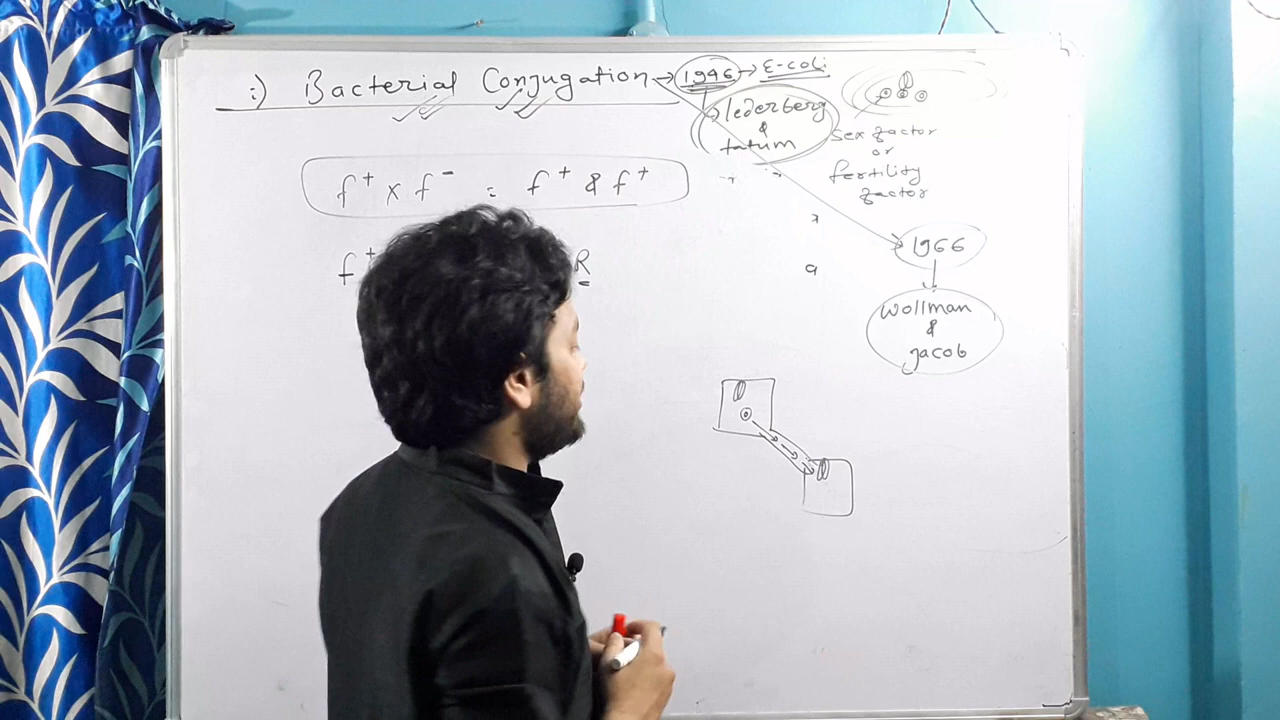 :) Bacterial Conjugation → 1946 → E-coli
lederberg
&
tatum
sex factor
or
fertility
factor
f⁺ x f⁻ = f⁺ & f⁺
1966
f⁺
R
a
Wollman
&
Jacob